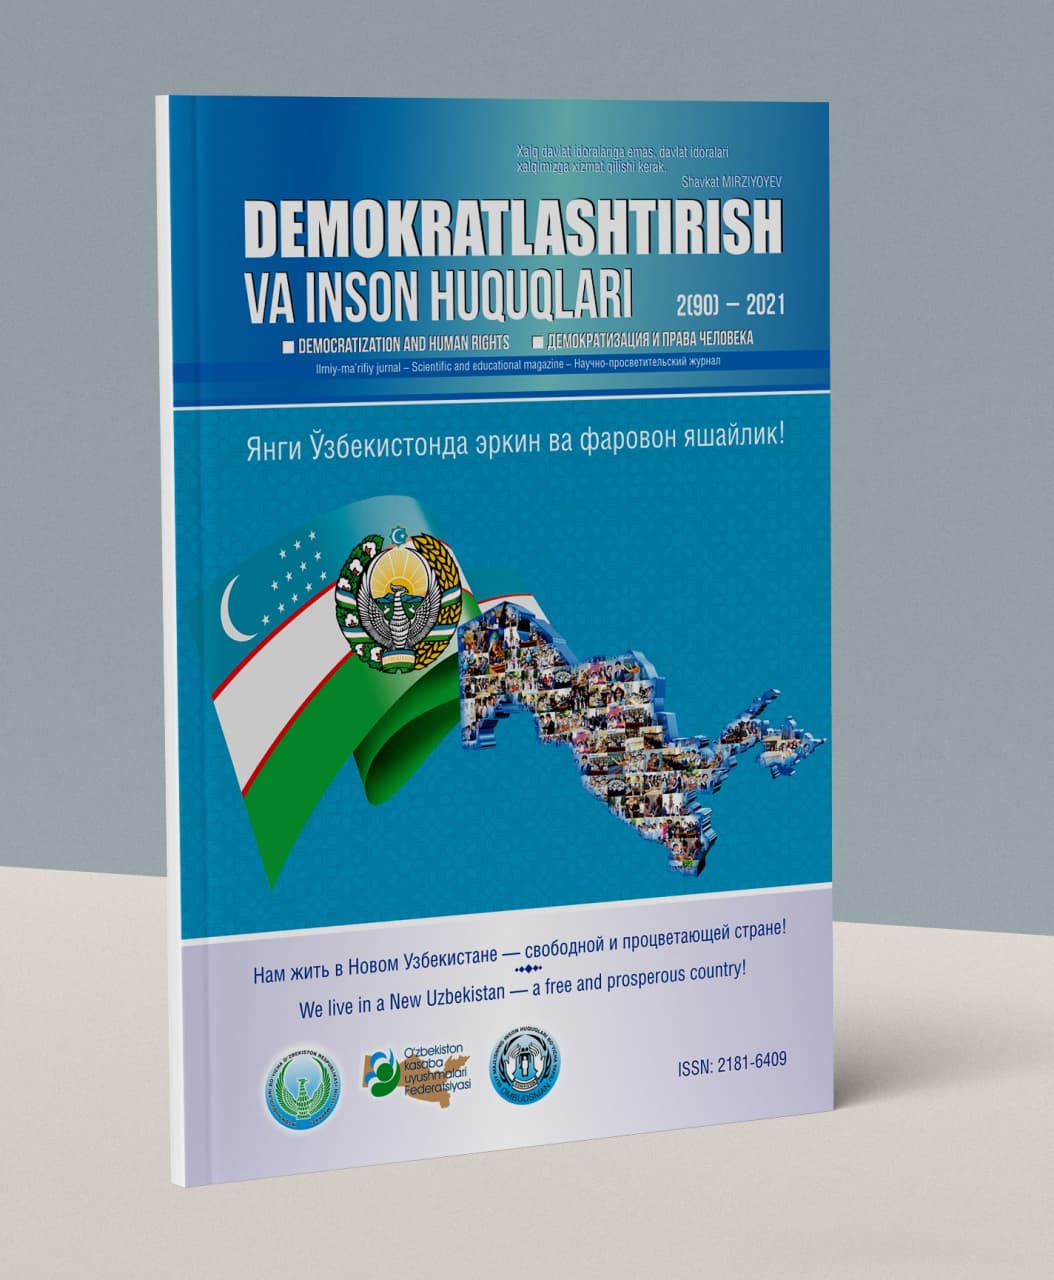 Xalq davlat idoralariga emas, davlat idoralari
xalqimizga xizmat qilishi kerak.
Shavkat MIRZIYOYEV
DEMOKRATLASHTIRISH
VA INSON HUQUQLARI 2(90) – 2021
DEMOCRATIZATION AND HUMAN RIGHTS ДЕМОКРАТИЗАЦИЯ И ПРАВА ЧЕЛОВЕКА
Ilmiy-ma'rifiy jurnal – Scientific and educational magazine – Научно-просветительский журнал
Янги Ўзбекистонда эркин ва фаровон яшайлик!
Нам жить в Новом Узбекистане — свободной и процветающей стране!
We live in a New Uzbekistan — a free and prosperous country!
O'zbekiston
kasaba
uyushmalari
Federatsiyasi
OMBUDSMAN
ISSN: 2181-6409